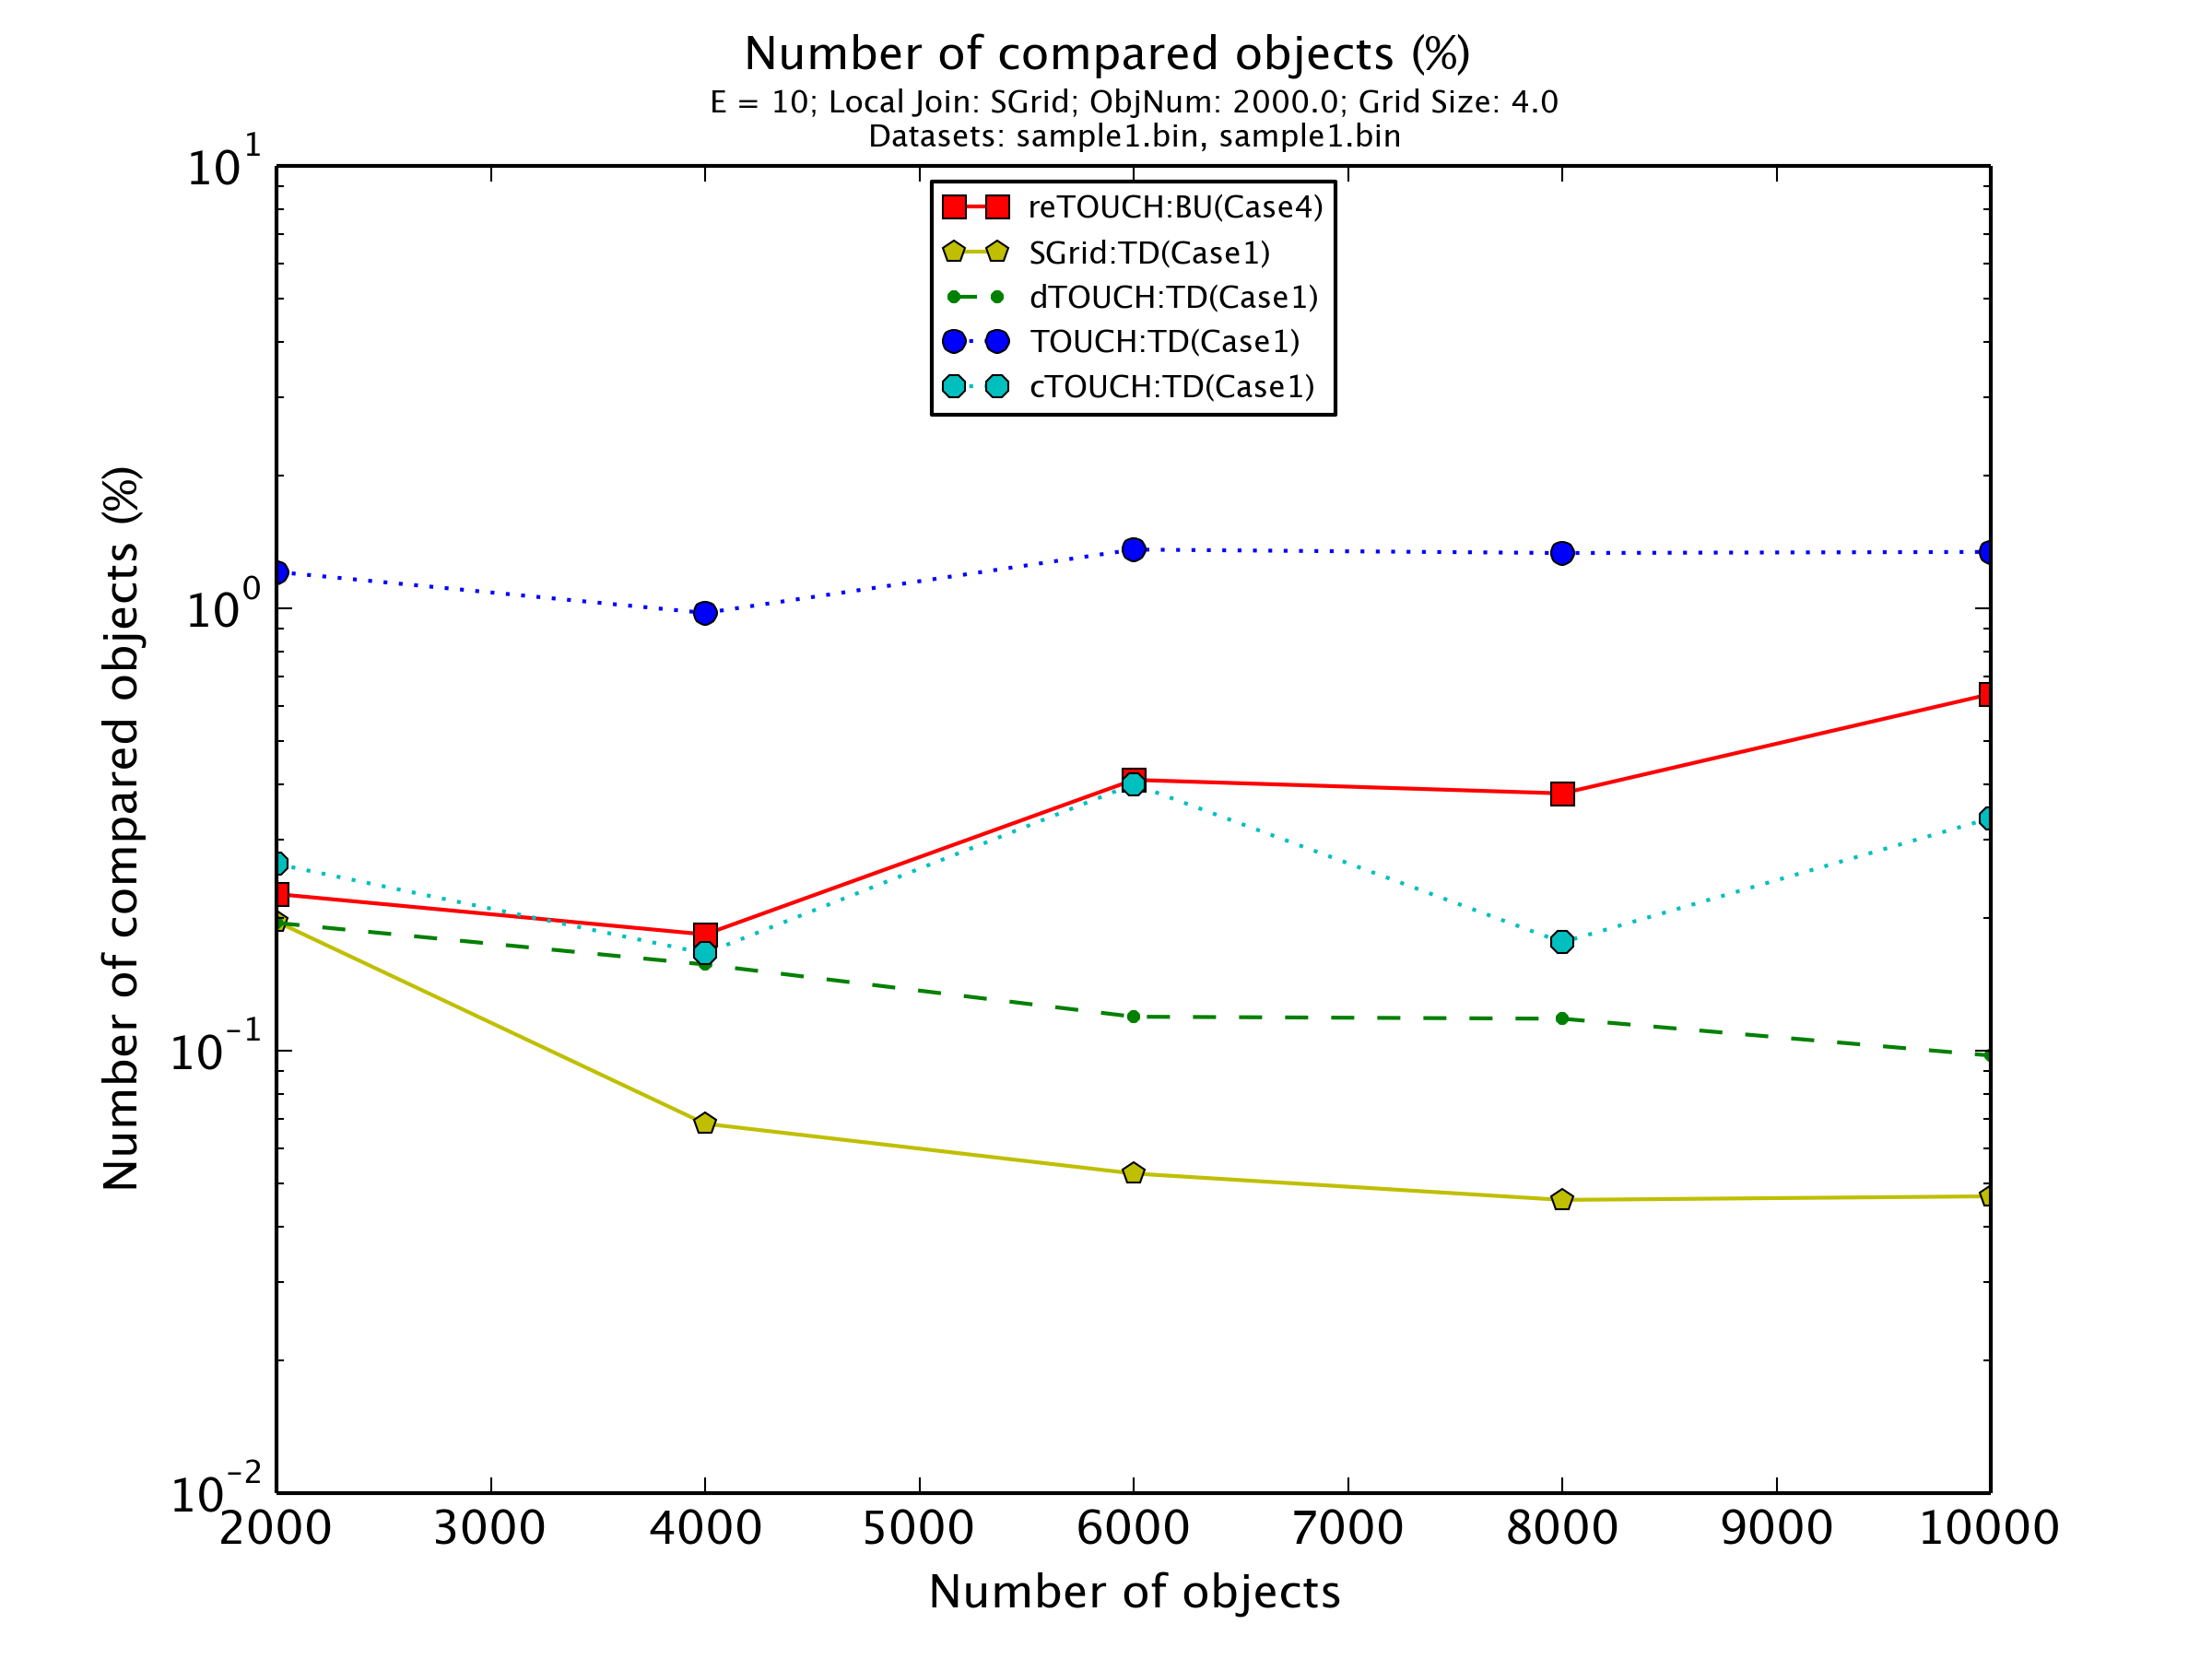 Number of compared objects (%)
E = 10; Local Join: SGrid; ObjNum: 2000.0; Grid Size: 4.0
Datasets: sample1.bin, sample1.bin
reTOUCH:BU(Case4)
SGrid:TD(Case1)
dTOUCH:TD(Case1)
TOUCH:TD(Case1)
cTOUCH:TD(Case1)
Number of compared objects (%)
10^1
10^0
10^-1
10^-2
2000 3000 4000 5000 6000 7000 8000 9000 10000
Number of objects